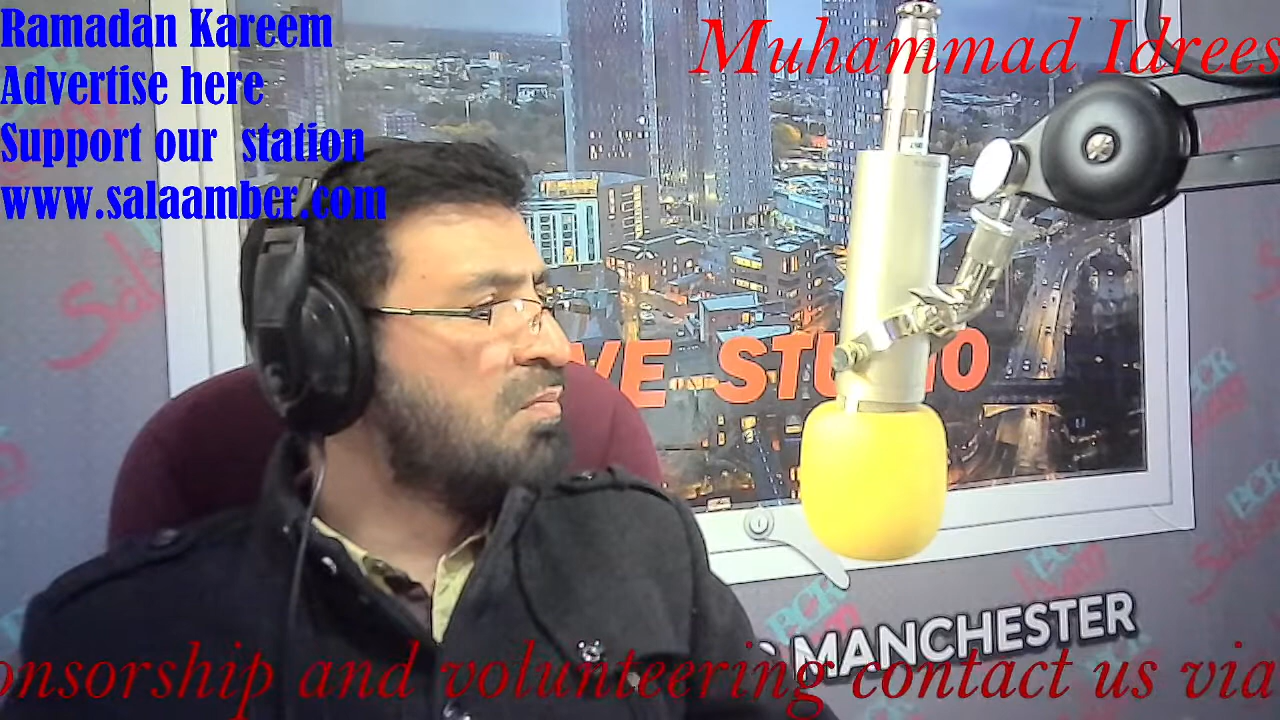 Ramadan Kareem
Advertise here
Support our station
www.salaamber.com
Muhammad Idrees
VE STU IO
MANCHESTER
onsorship and volunteering contact us via